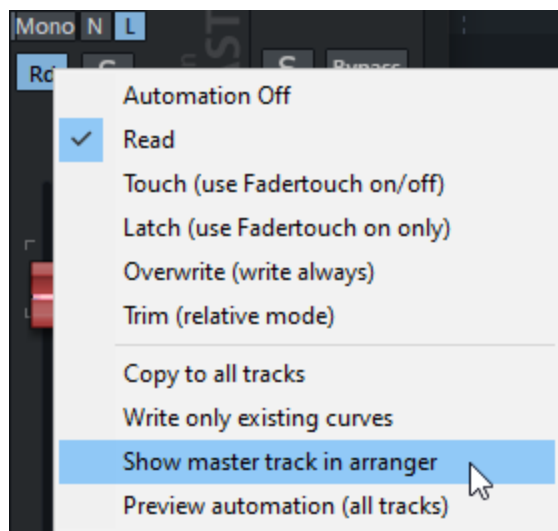 Mono N L
Rd
S Bypass
Automation Off
Read
Touch (use Fadertouch on/off)
Latch (use Fadertouch on only)
Overwrite (write always)
Trim (relative mode)
Copy to all tracks
Write only existing curves
Show master track in arranger
Preview automation (all tracks)